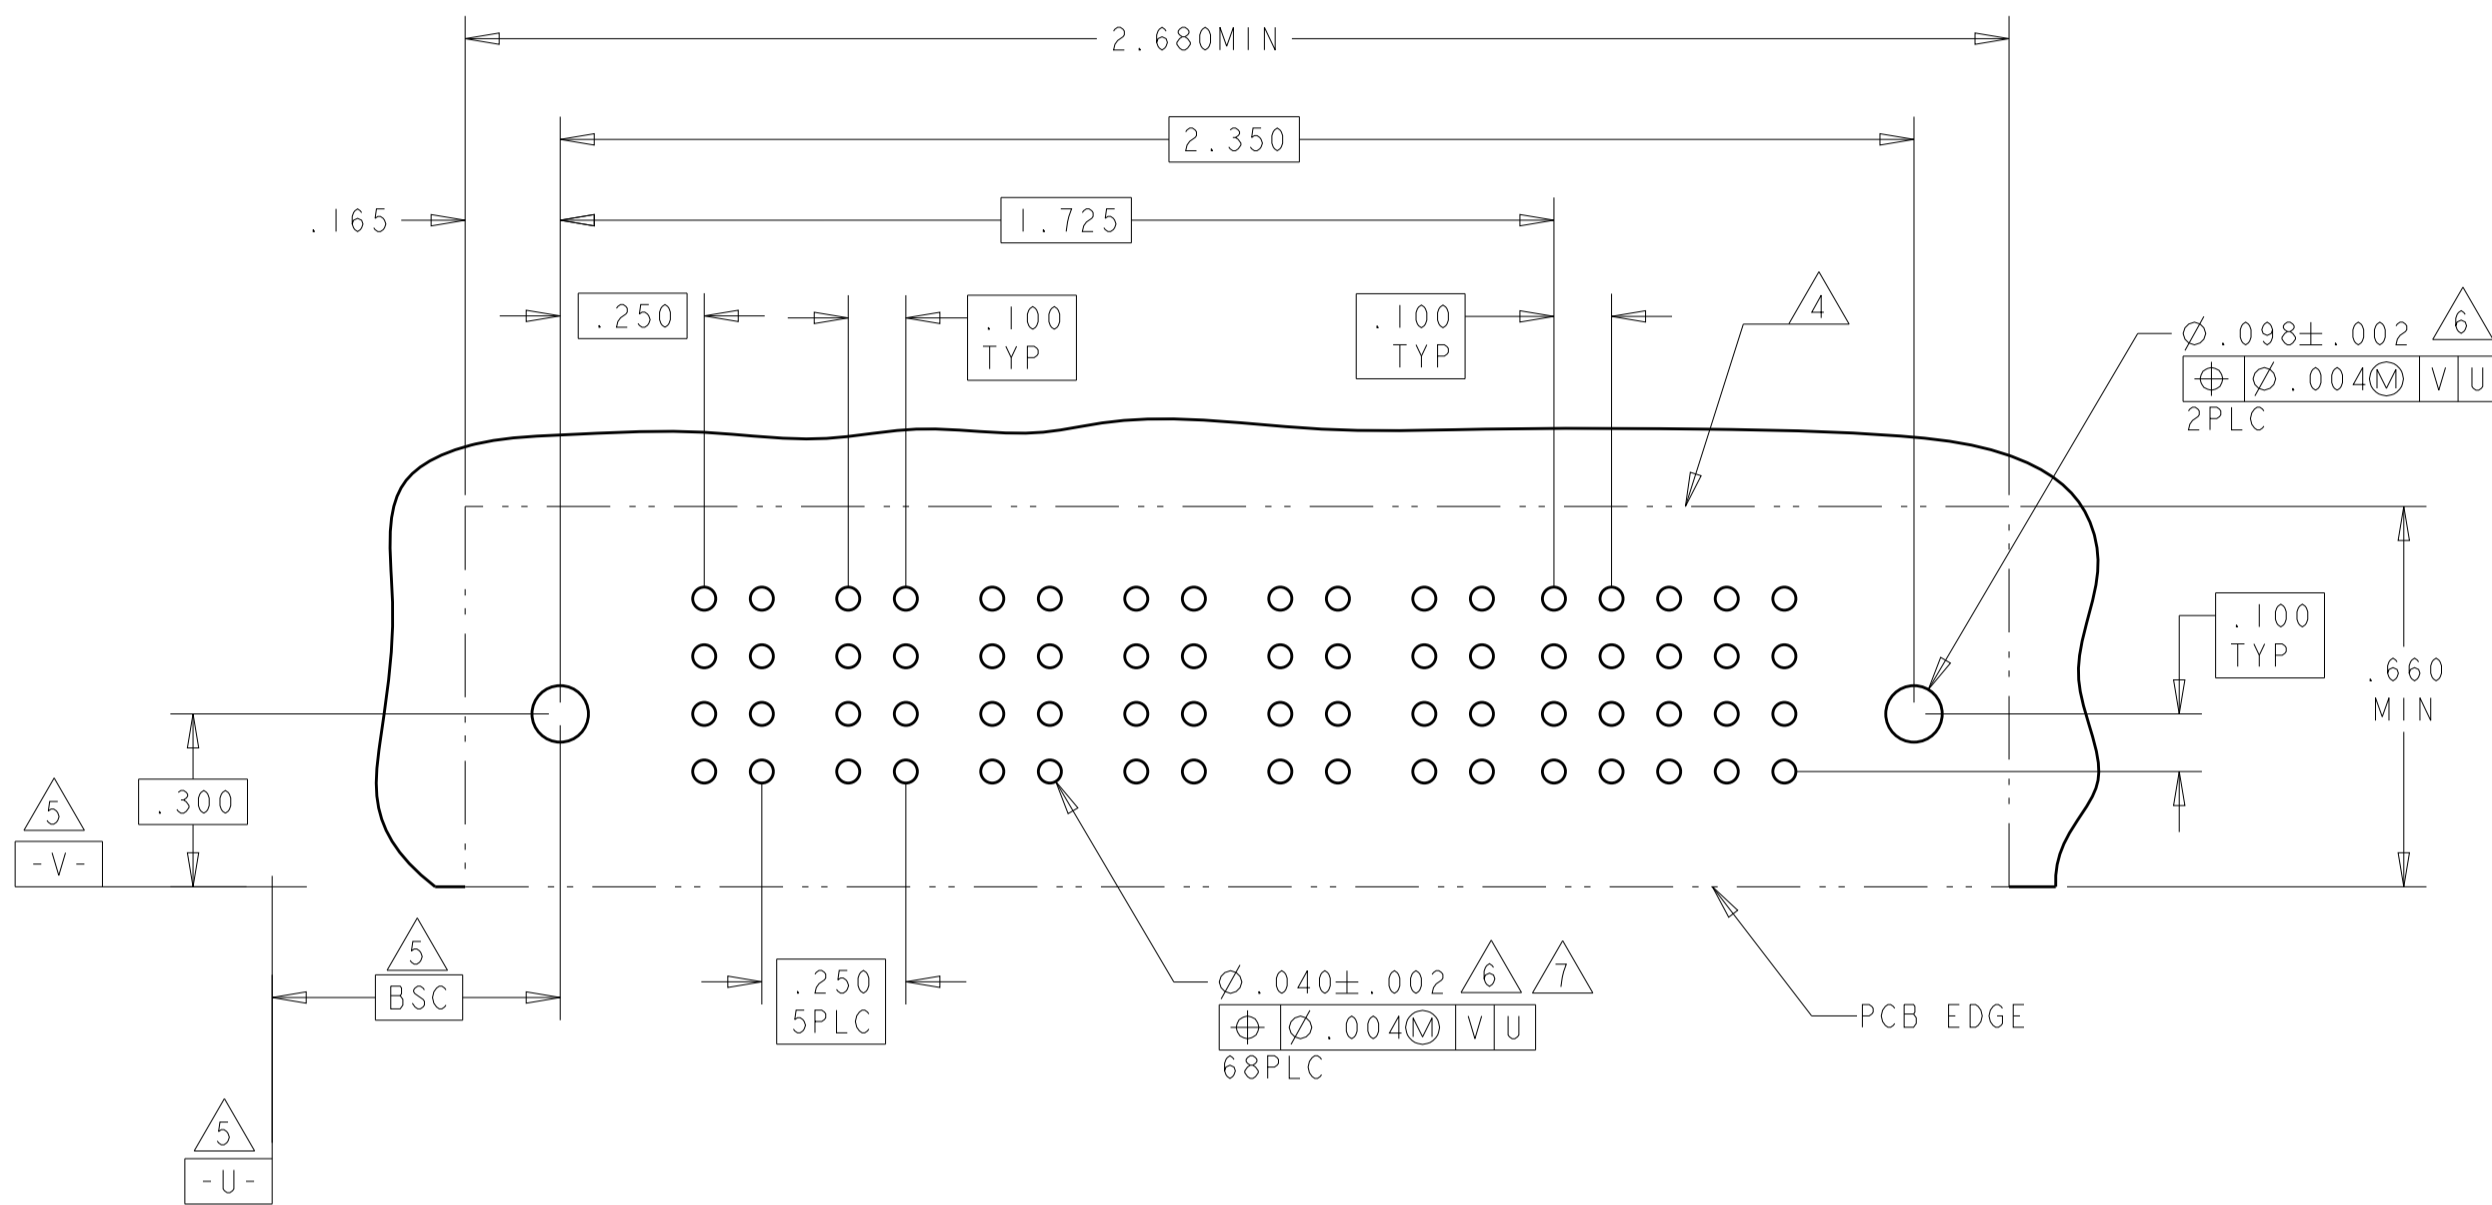 2.680MIN
2.350
.165
1.725
.250
.100
TYP
.100
TYP
4
Ø.098±.002 6
⌖ Ø.004Ⓜ V U
2PLC
.100
TYP
.660
MIN
5
-V-
.300
5
BSC
.250
5PLC
Ø.040±.002 6 7
⌖ Ø.004Ⓜ V U
68PLC
PCB EDGE
5
-U-